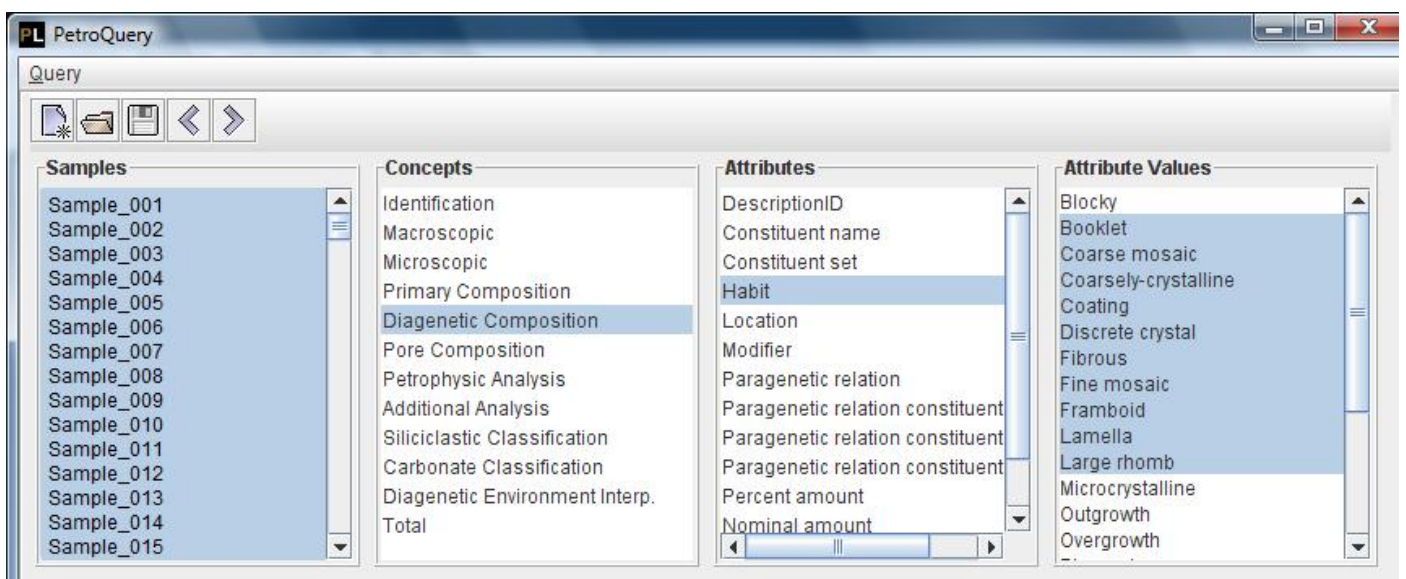 PL PetroQuery
Query
Samples
Sample_001
Sample_002
Sample_003
Sample_004
Sample_005
Sample_006
Sample_007
Sample_008
Sample_009
Sample_010
Sample_011
Sample_012
Sample_013
Sample_014
Sample_015
Concepts
Identification
Macroscopic
Microscopic
Primary Composition
Diagenetic Composition
Pore Composition
Petrophysic Analysis
Additional Analysis
Siliciclastic Classification
Carbonate Classification
Diagenetic Environment Interp.
Total
Attributes
DescriptionID
Constituent name
Constituent set
Habit
Location
Modifier
Paragenetic relation
Paragenetic relation constituent
Paragenetic relation constituent
Paragenetic relation constituent
Percent amount
Nominal amount
Attribute Values
Blocky
Booklet
Coarse mosaic
Coarsely-crystalline
Coating
Discrete crystal
Fibrous
Fine mosaic
Framboid
Lamella
Large rhomb
Microcrystalline
Outgrowth
Overgrowth